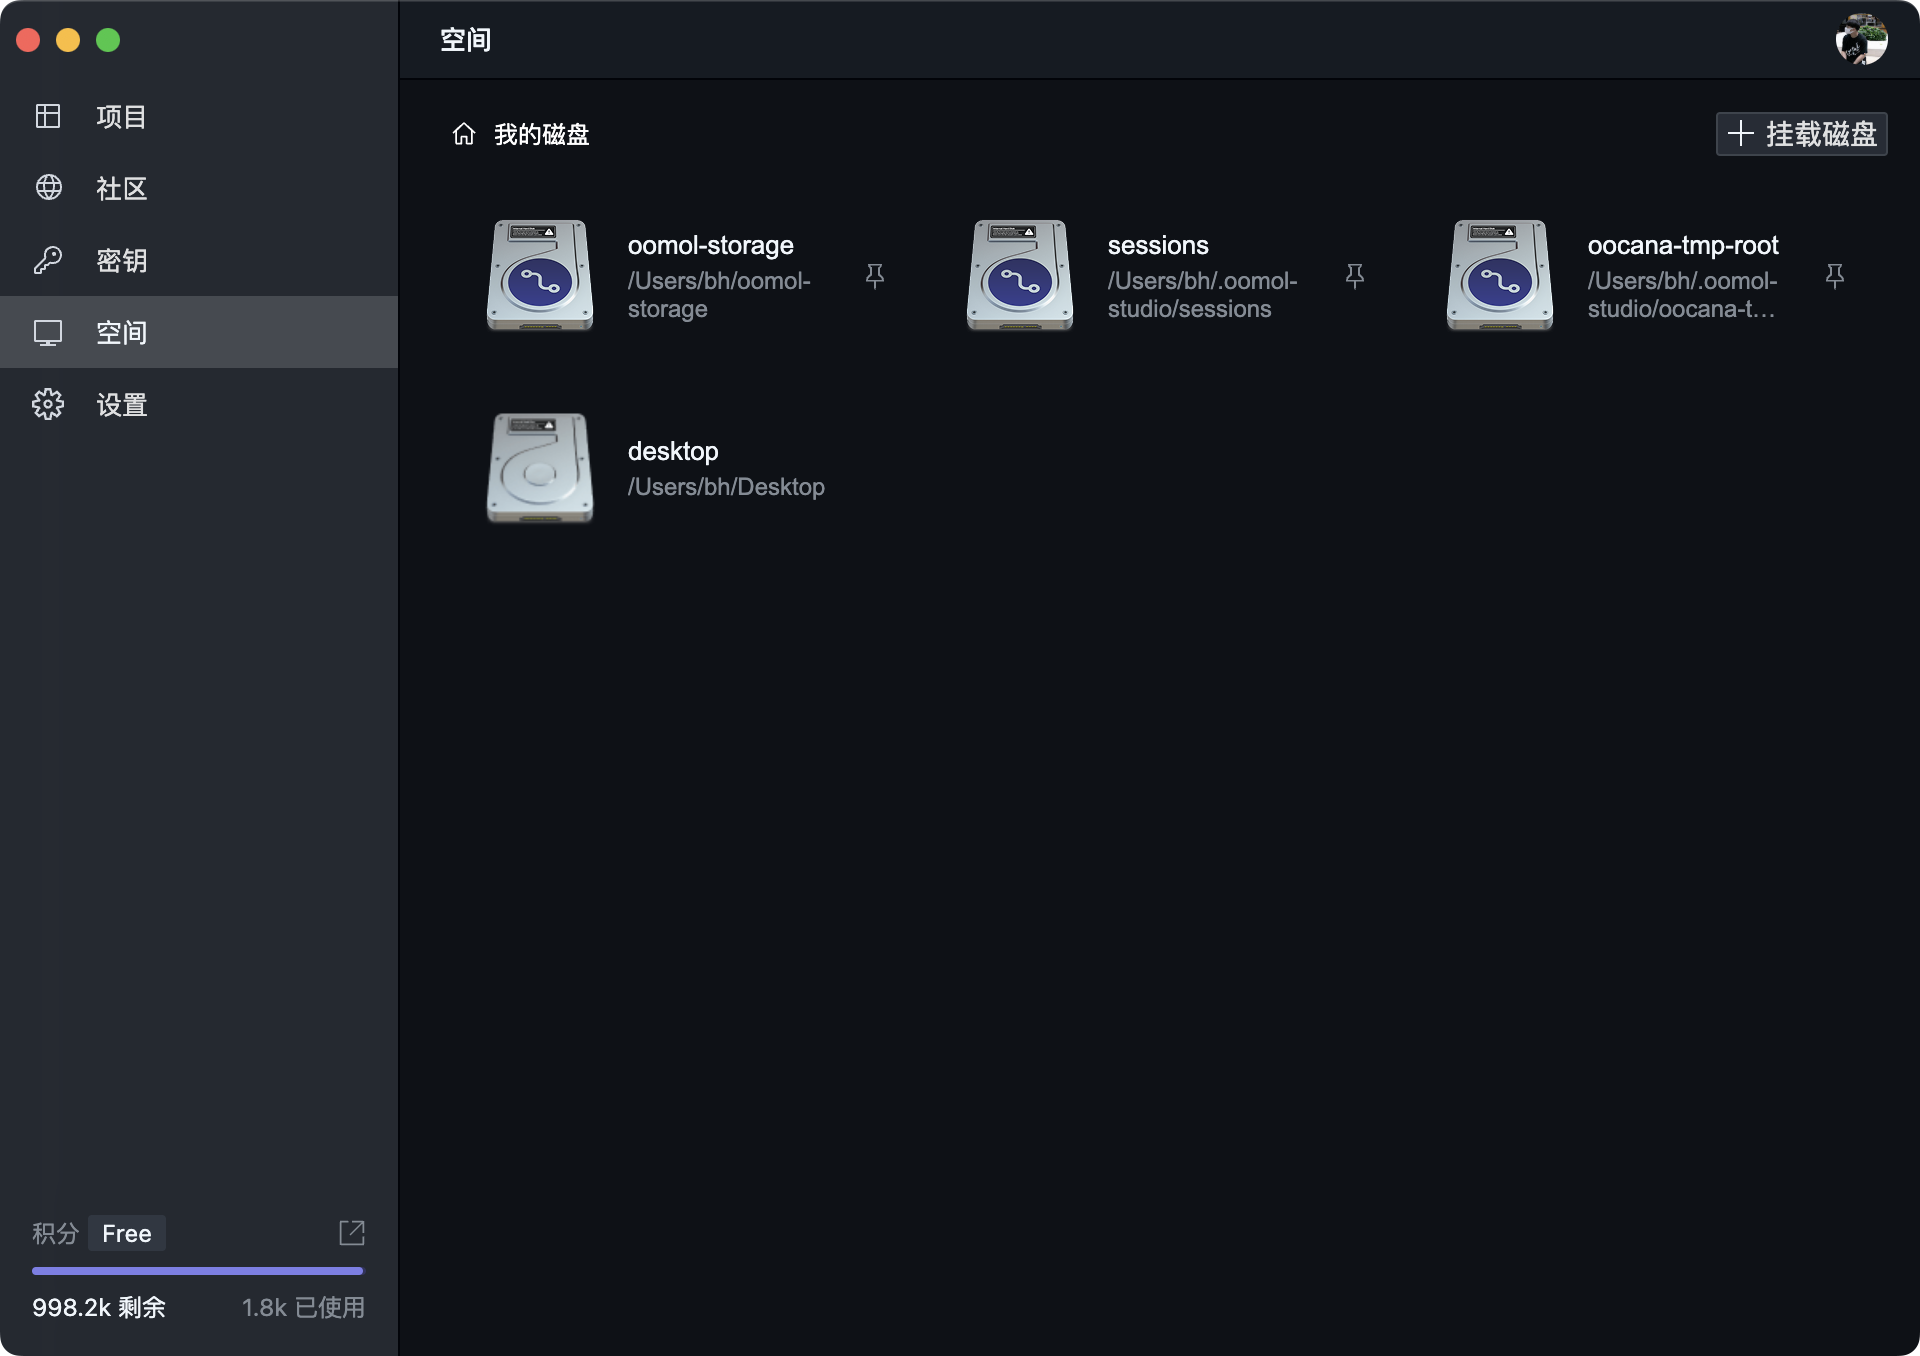 空间
项目
社区
密钥
空间
设置
我的磁盘
挂载磁盘
oomol-storage
/Users/bh/oomol-
storage
sessions
/Users/bh/.oomol-
studio/sessions
oocana-tmp-root
/Users/bh/.oomol-
studio/oocana-t...
desktop
/Users/bh/Desktop
积分 Free
998.2k 剩余
1.8k 已使用